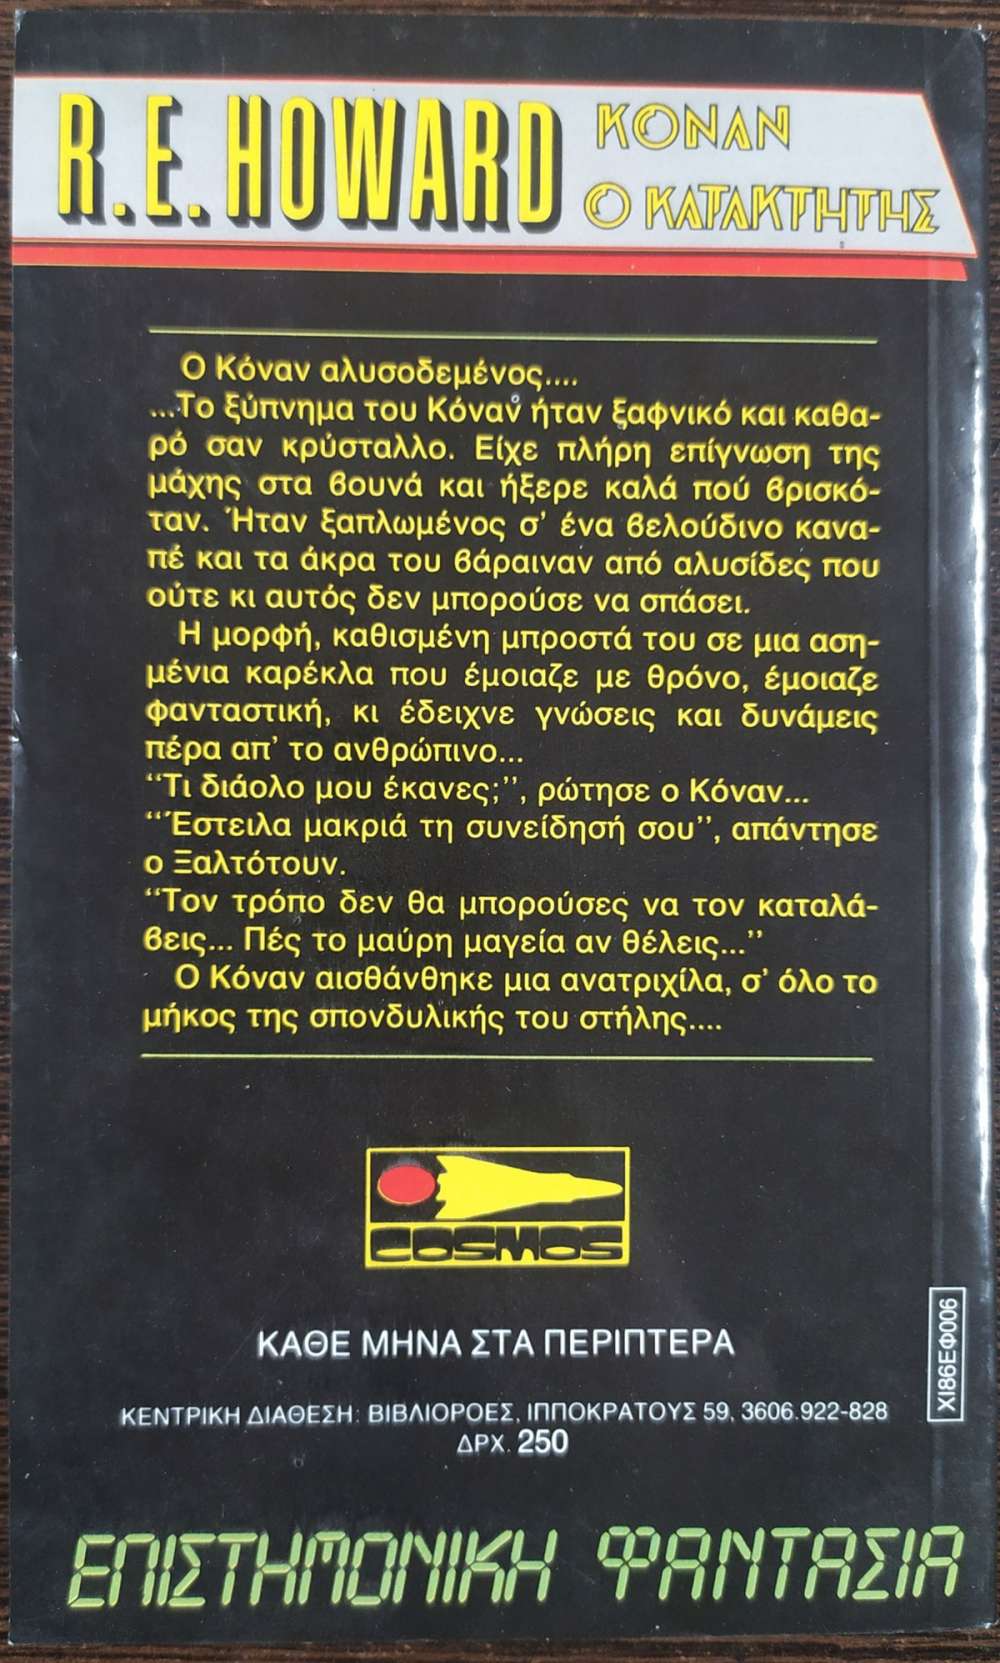 R.E. HOWARD
ΚΟΝΑΝ
Ο ΚΑΤΑΚΤΗΤΗΣ
Ο Κόναν αλυσοδεμένος....
...Το ξύπνημα του Κόναν ήταν ξαφνικό και καθα-
ρό σαν κρύσταλλο. Είχε πλήρη επίγνωση της
μάχης στα βουνά και ήξερε καλά πού βρισκό-
ταν. Ήταν ξαπλωμένος σ' ένα βελούδινο κανα-
πέ και τα άκρα του βάραιναν από αλυσίδες που
ούτε κι αυτός δεν μπορούσε να σπάσει.
Η μορφή, καθισμένη μπροστά του σε μια αση-
μένια καρέκλα που έμοιαζε με θρόνο, έμοιαζε
φανταστική, κι έδειχνε γνώσεις και δυνάμεις
πέρα απ' το ανθρώπινο...
"Τι διάολο μου έκανες;", ρώτησε ο Κόναν...
"Έστειλα μακριά τη συνείδησή σου", απάντησε
ο Ξαλτότουν.
"Τον τρόπο δεν θα μπορούσες να τον καταλά-
βεις... Πές το μαύρη μαγεία αν θέλεις..."
Ο Κόναν αισθάνθηκε μια ανατριχίλα, σ' όλο το
μήκος της σπονδυλικής του στήλης....
COSMOS
ΚΑΘΕ ΜΗΝΑ ΣΤΑ ΠΕΡΙΠΤΕΡΑ
ΚΕΝΤΡΙΚΗ ΔΙΑΘΕΣΗ: ΒΙΒΛΙΟΡΟΕΣ, ΙΠΠΟΚΡΑΤΟΥΣ 59, 3606.922-828
ΔΡΧ. 250
ΧΙ86ΕΦ006
ΕΠΙΣΤΗΜΟΝΙΚΗ ΦΑΝΤΑΣΙΑ